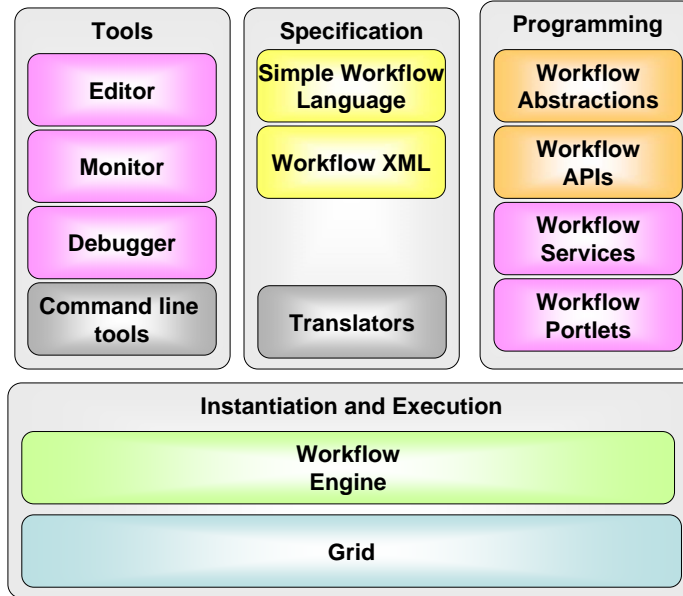 Tools
Editor
Monitor
Debugger
Command line
tools
Specification
Simple Workflow
Language
Workflow XML
Translators
Programming
Workflow
Abstractions
Workflow
APIs
Workflow
Services
Workflow
Portlets
Instantiation and Execution
Workflow
Engine
Grid